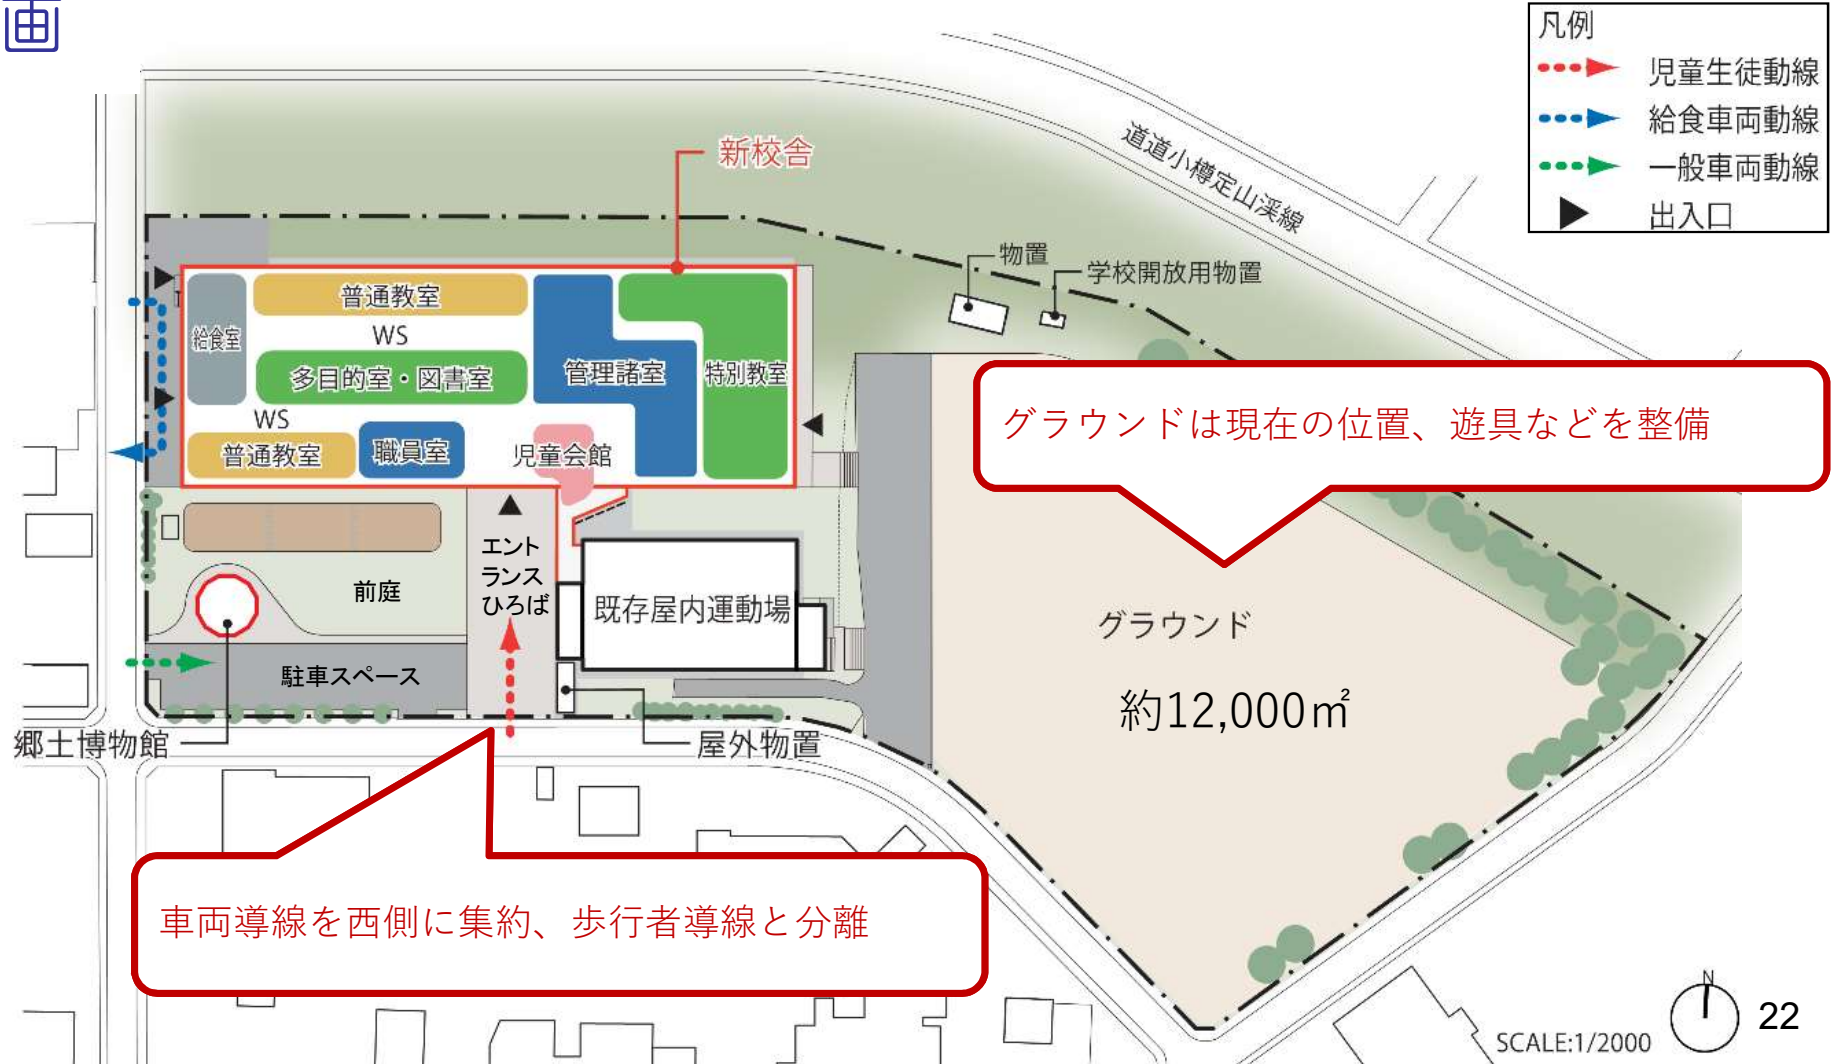 画
凡例
児童生徒動線
給食車両動線
一般車両動線
出入口
道道小樽定山渓線
新校舎
物置
学校開放用物置
普通教室
給食室
WS
多目的室・図書室
管理諸室
特別教室
WS
普通教室
職員室
児童会館
グラウンドは現在の位置、遊具などを整備
エント
ランス
ひろば
前庭
既存屋内運動場
グラウンド
駐車スペース
約12,000㎡
郷土博物館
屋外物置
車両導線を西側に集約、歩行者導線と分離
N
SCALE:1/2000
22